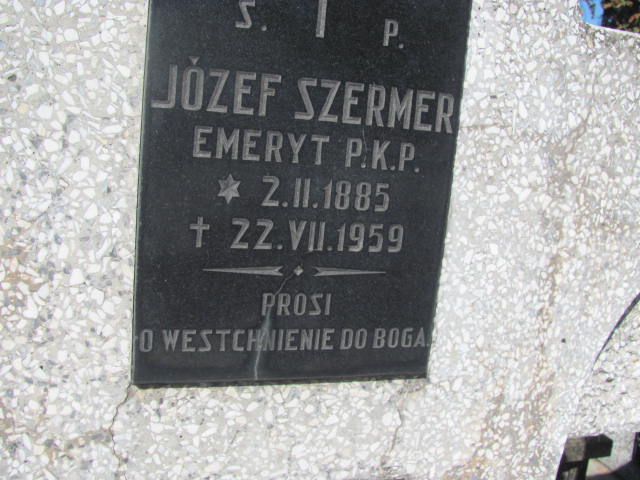 Ś. † P.
JÓZEF SZERMER
EMERYT P.K.P.
* 2.II.1885
† 22.VII.1959
PROSI
O WESTCHNIENIE DO BOGA.